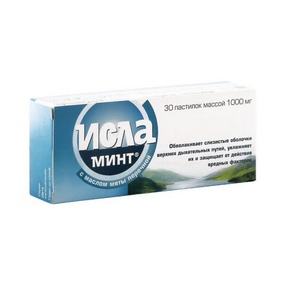 30 пастилок массой 1000 мг
исла
МИНТ®
с маслом мяты перечной
Обволакивает слизистые оболочки
верхних дыхательных путей, увлажняет
их и защищает от действия
вредных факторов